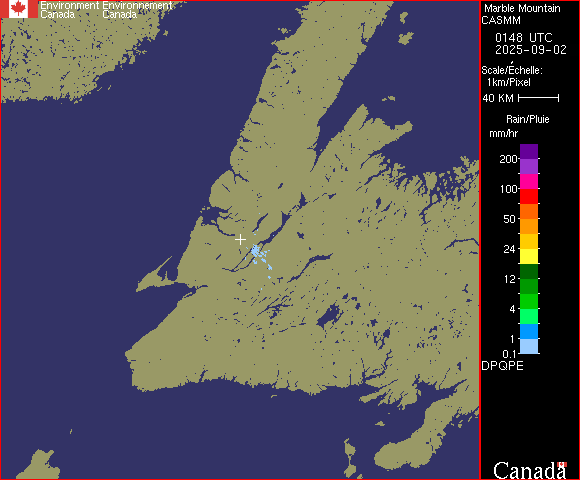 Environment Environnement
Canada Canada
Marble Mountain
CASMM
0148 UTC
2025-09-02
Scale/Échelle:
1km/Pixel
40 KM
Rain/Pluie
mm/hr
200
100
50
24
12
4
1
0.1
DPQPE
Canada